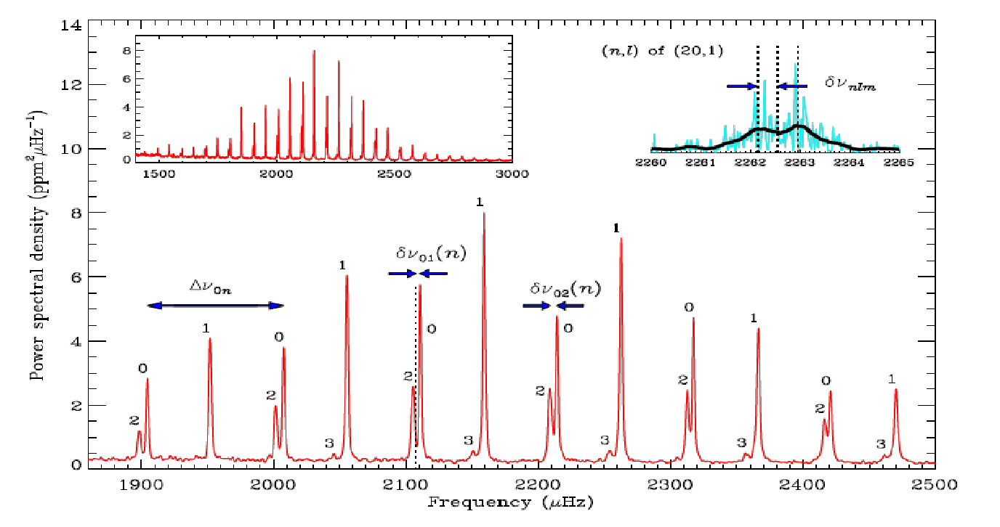 14
12
10
8
6
4
2
0
Power spectral density (ppm²μHz⁻¹)
8
6
4
2
0
1500 2000 2500 3000
(n,l) of (20,1)
δν_nlm
2260 2261 2262 2263 2264 2265
Δν_0n
δν_01(n)
δν_02(n)
2 0 1 2 0 3 1 2 0 3 1 2 0 3 1 2 0 3 1 2 0 3 1
1900 2000 2100 2200 2300 2400 2500
Frequency (μHz)